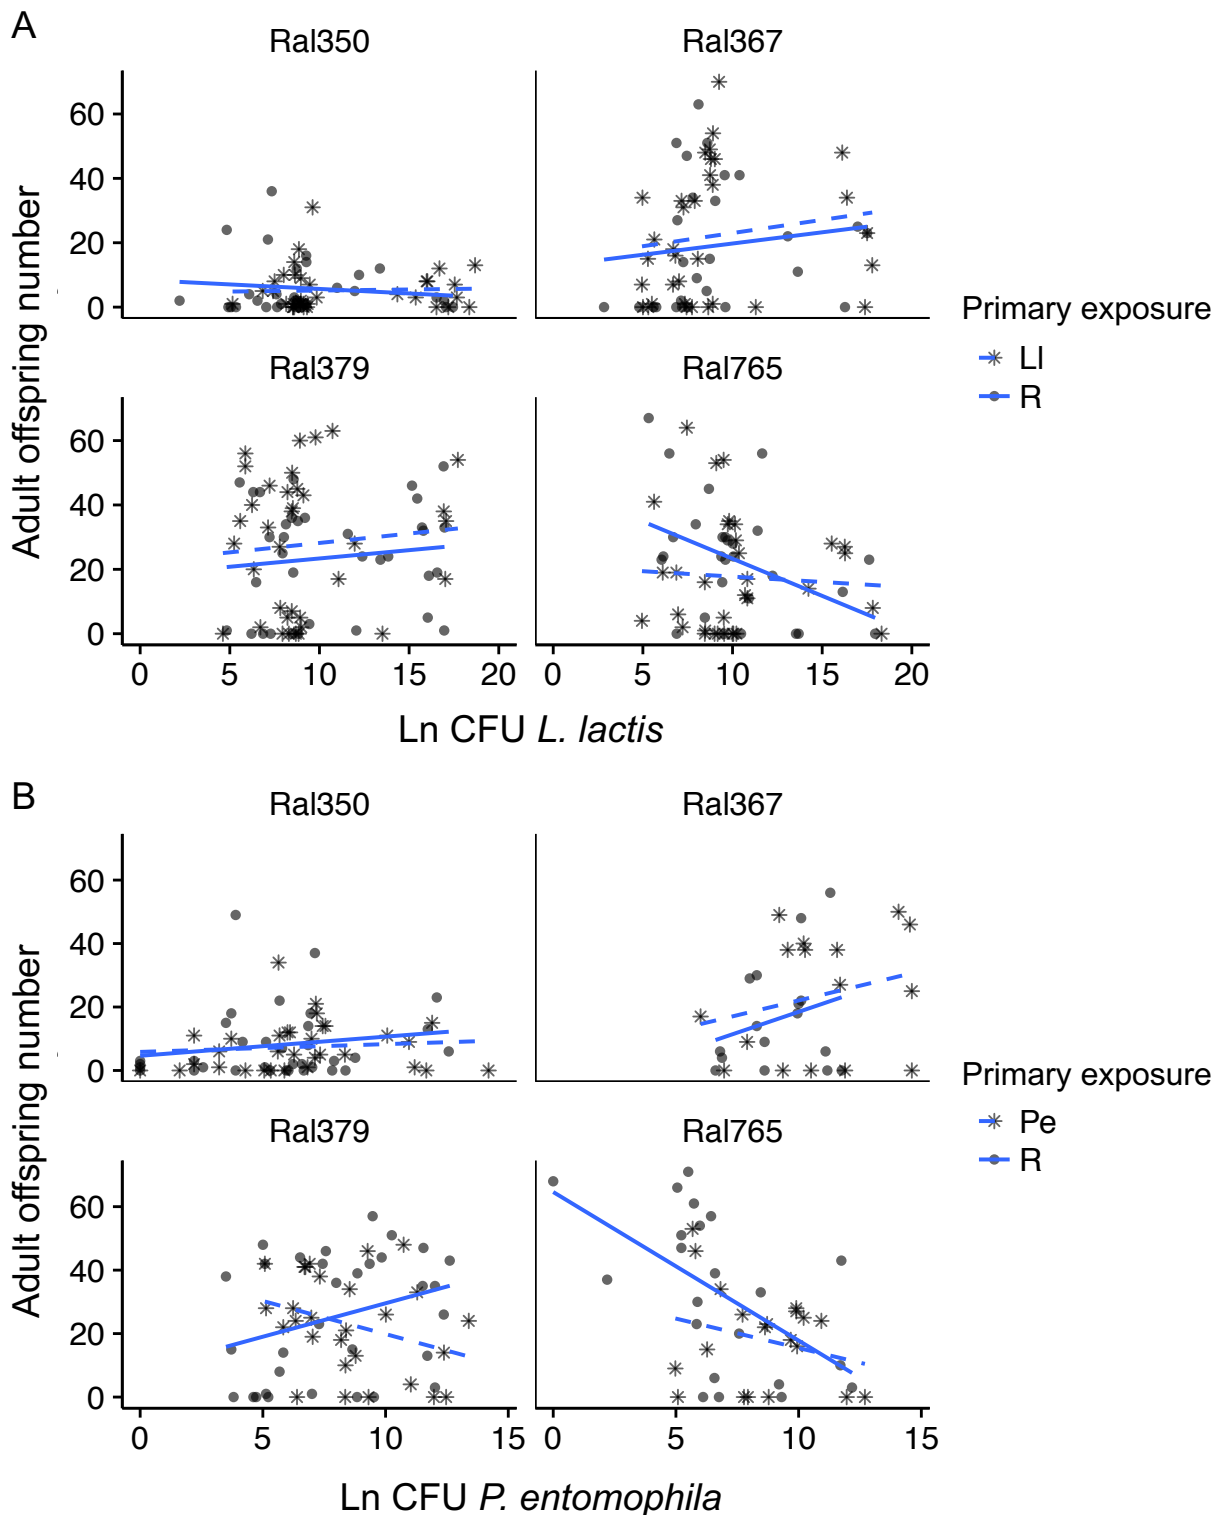 A
Ral350 Ral367
60
40
20
0
Ral379 Ral765
60
40
20
0
0 5 10 15 20 0 5 10 15 20
Adult offspring number
Ln CFU L. lactis
Primary exposure
Ll
R
B
Ral350 Ral367
60
40
20
0
Ral379 Ral765
60
40
20
0
0 5 10 15 0 5 10 15
Adult offspring number
Ln CFU P. entomophila
Primary exposure
Pe
R